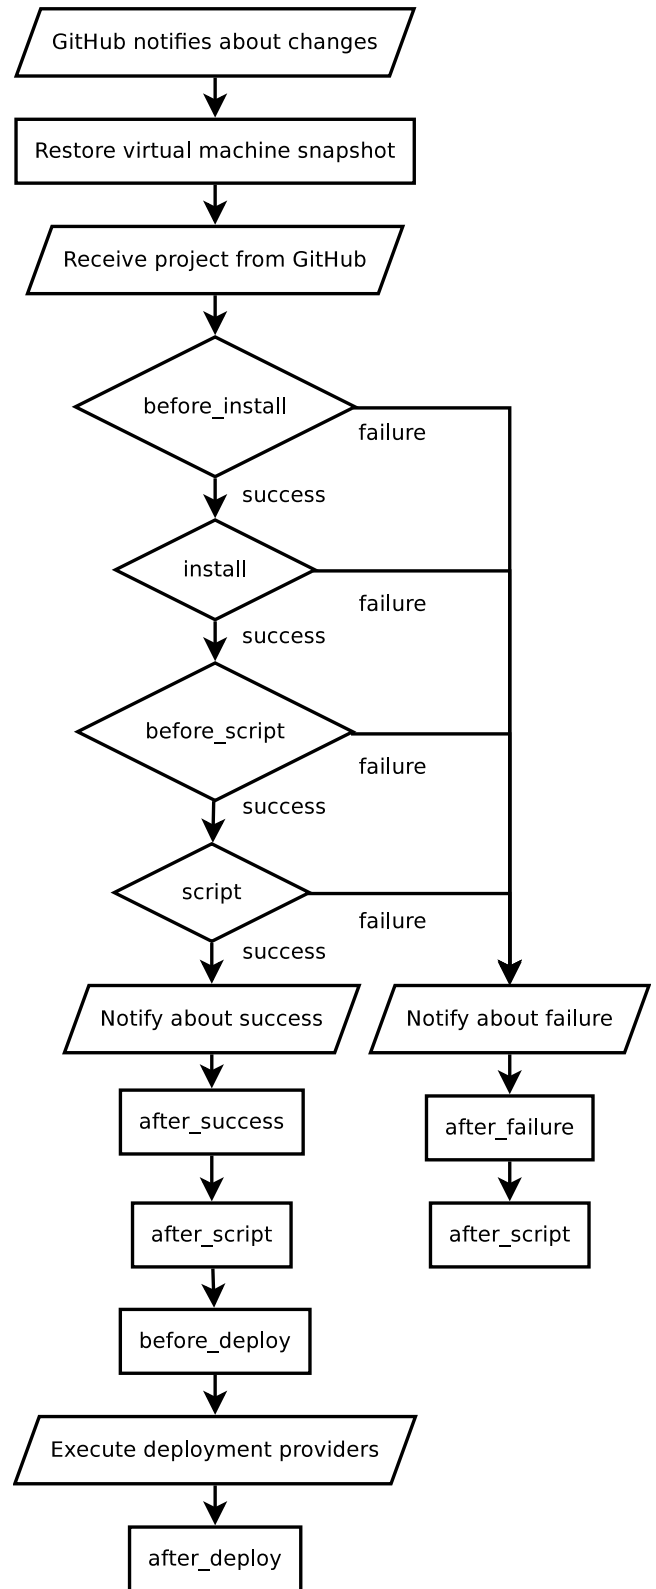 GitHub notifies about changes
Restore virtual machine snapshot
Receive project from GitHub
before_install
failure
success
install
failure
success
before_script
failure
success
script
failure
success
Notify about success
Notify about failure
after_success
after_failure
after_script
after_script
before_deploy
Execute deployment providers
after_deploy